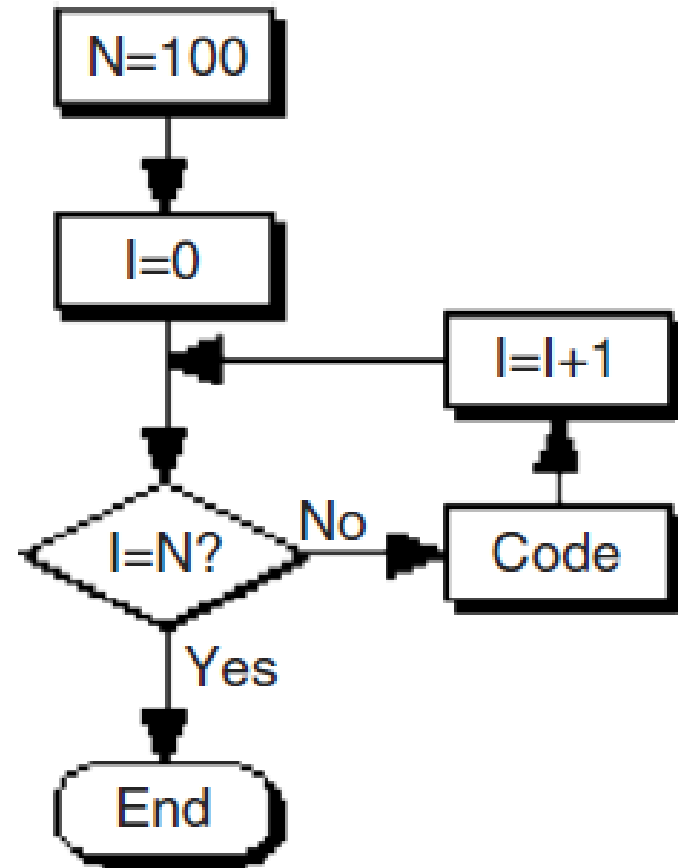 N=100
I=0
I=I+1
I=N?
No
Code
Yes
End